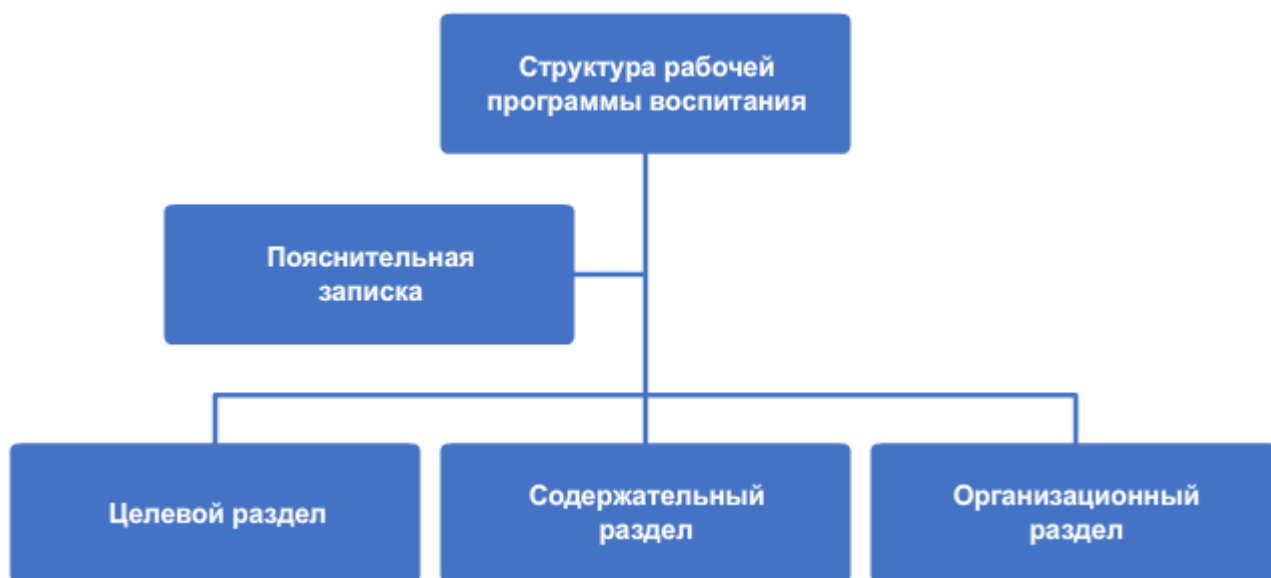 Структура рабочей
программы воспитания
Пояснительная
записка
Целевой раздел
Содержательный
раздел
Организационный
раздел